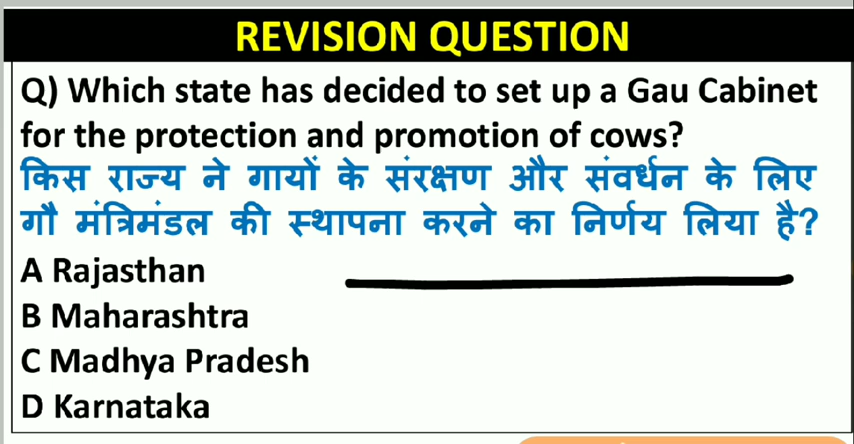 REVISION QUESTION
Q) Which state has decided to set up a Gau Cabinet
for the protection and promotion of cows?
किस राज्य ने गायों के संरक्षण और संवर्धन के लिए
गौ मंत्रिमंडल की स्थापना करने का निर्णय लिया है?
A Rajasthan
B Maharashtra
C Madhya Pradesh
D Karnataka